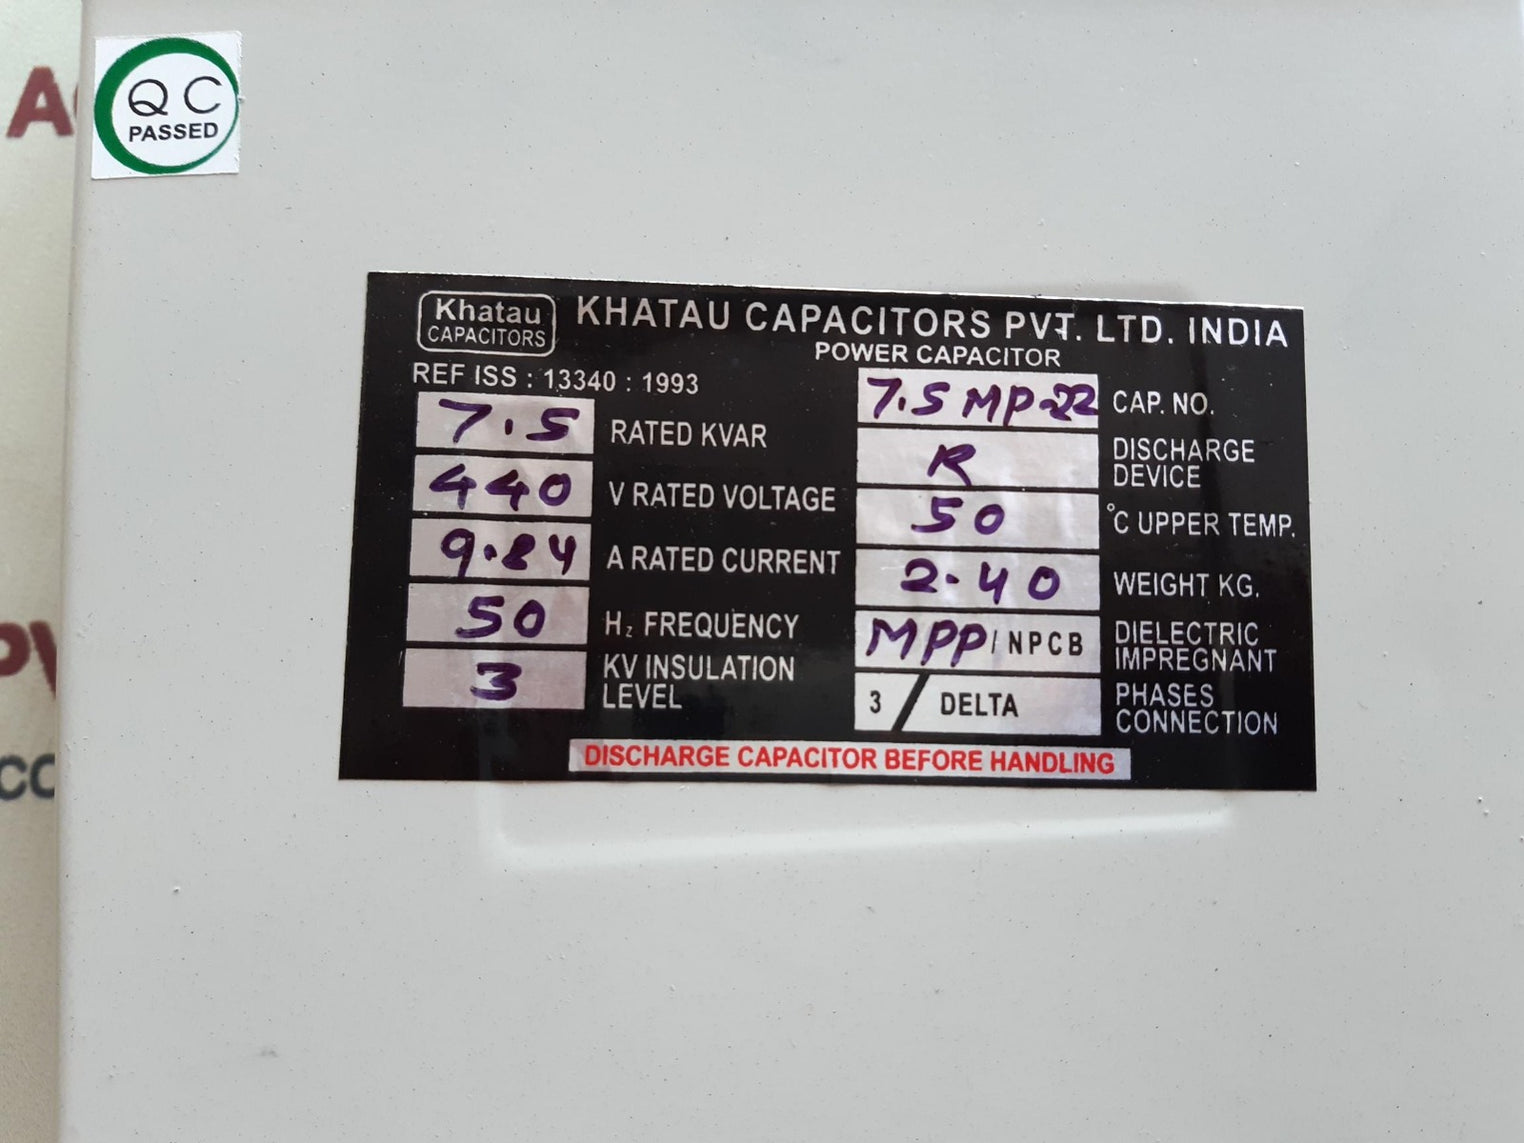 QC
PASSED
Khatau
CAPACITORS
KHATAU CAPACITORS PVT. LTD. INDIA
POWER CAPACITOR
REF ISS : 13340 : 1993
7.5 RATED KVAR
440 V RATED VOLTAGE
9.84 A RATED CURRENT
50 Hz FREQUENCY
3 KV INSULATION
LEVEL
7.5 MP-22 CAP. NO.
R DISCHARGE
DEVICE
50 °C UPPER TEMP.
2.40 WEIGHT KG.
MPP / NPCB DIELECTRIC
IMPREGNANT
3 / DELTA PHASES
CONNECTION
DISCHARGE CAPACITOR BEFORE HANDLING